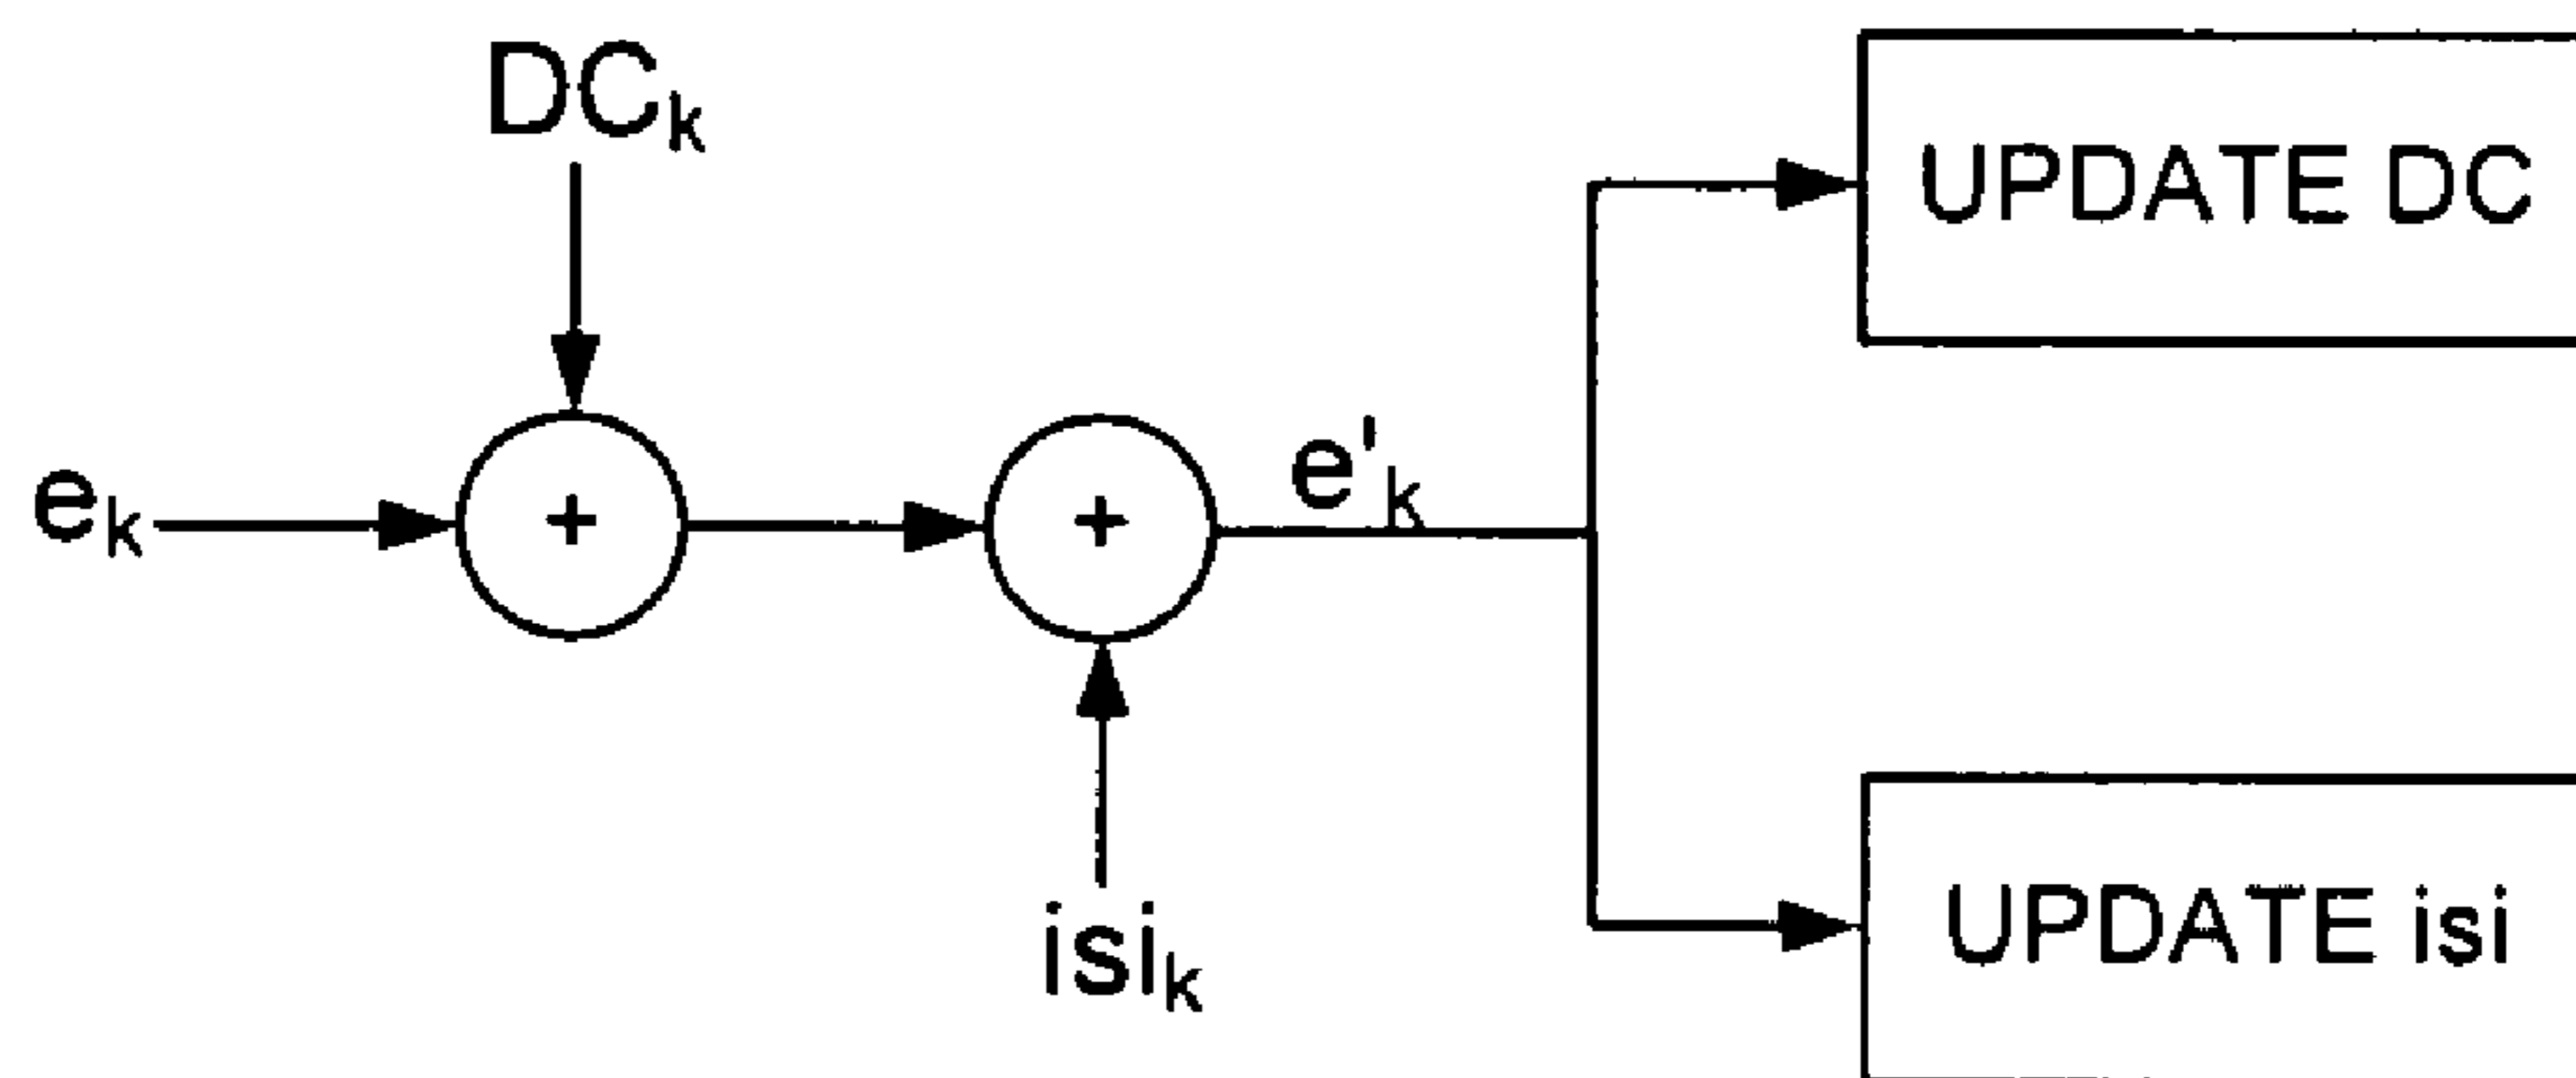 DCk
UPDATE DC
ek
+
+
e'k
isik
UPDATE isi